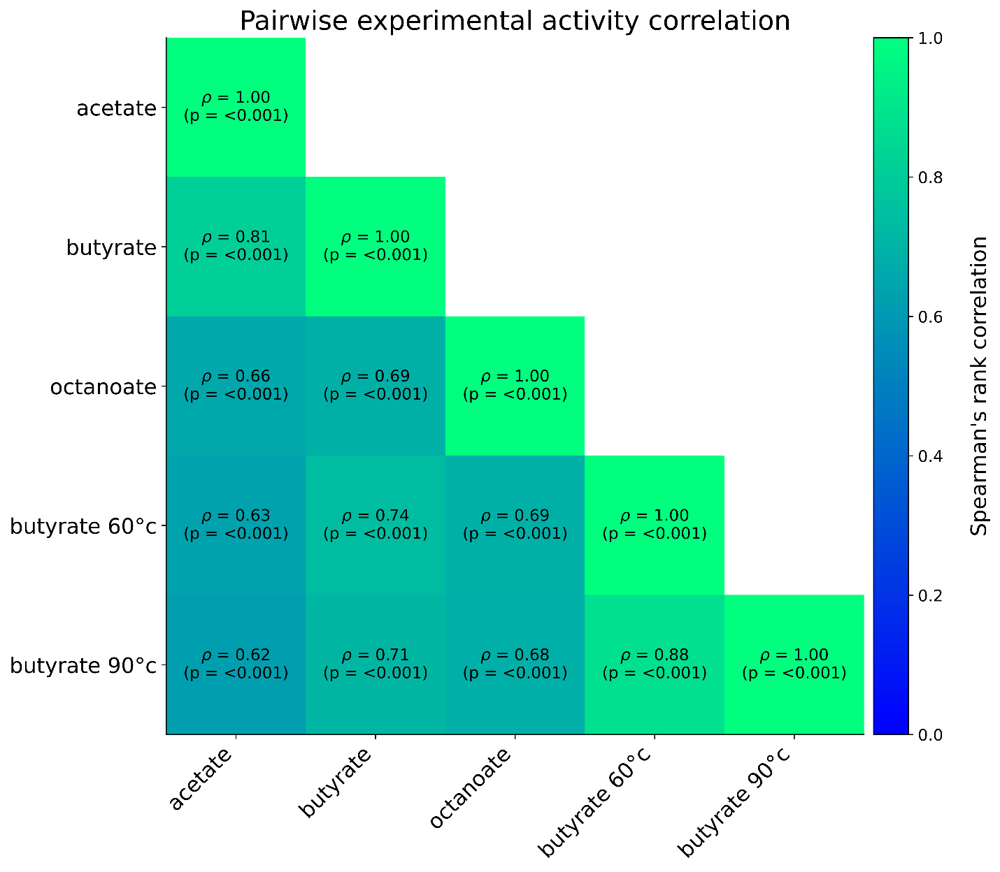 Pairwise experimental activity correlation
acetate
ρ = 1.00
(p = <0.001)
butyrate
ρ = 0.81
(p = <0.001)
ρ = 1.00
(p = <0.001)
octanoate
ρ = 0.66
(p = <0.001)
ρ = 0.69
(p = <0.001)
ρ = 1.00
(p = <0.001)
butyrate 60°c
ρ = 0.63
(p = <0.001)
ρ = 0.74
(p = <0.001)
ρ = 0.69
(p = <0.001)
ρ = 1.00
(p = <0.001)
butyrate 90°c
ρ = 0.62
(p = <0.001)
ρ = 0.71
(p = <0.001)
ρ = 0.68
(p = <0.001)
ρ = 0.88
(p = <0.001)
ρ = 1.00
(p = <0.001)
acetate
butyrate
octanoate
butyrate 60°c
butyrate 90°c
1.0
0.8
0.6
0.4
0.2
0.0
Spearman's rank correlation